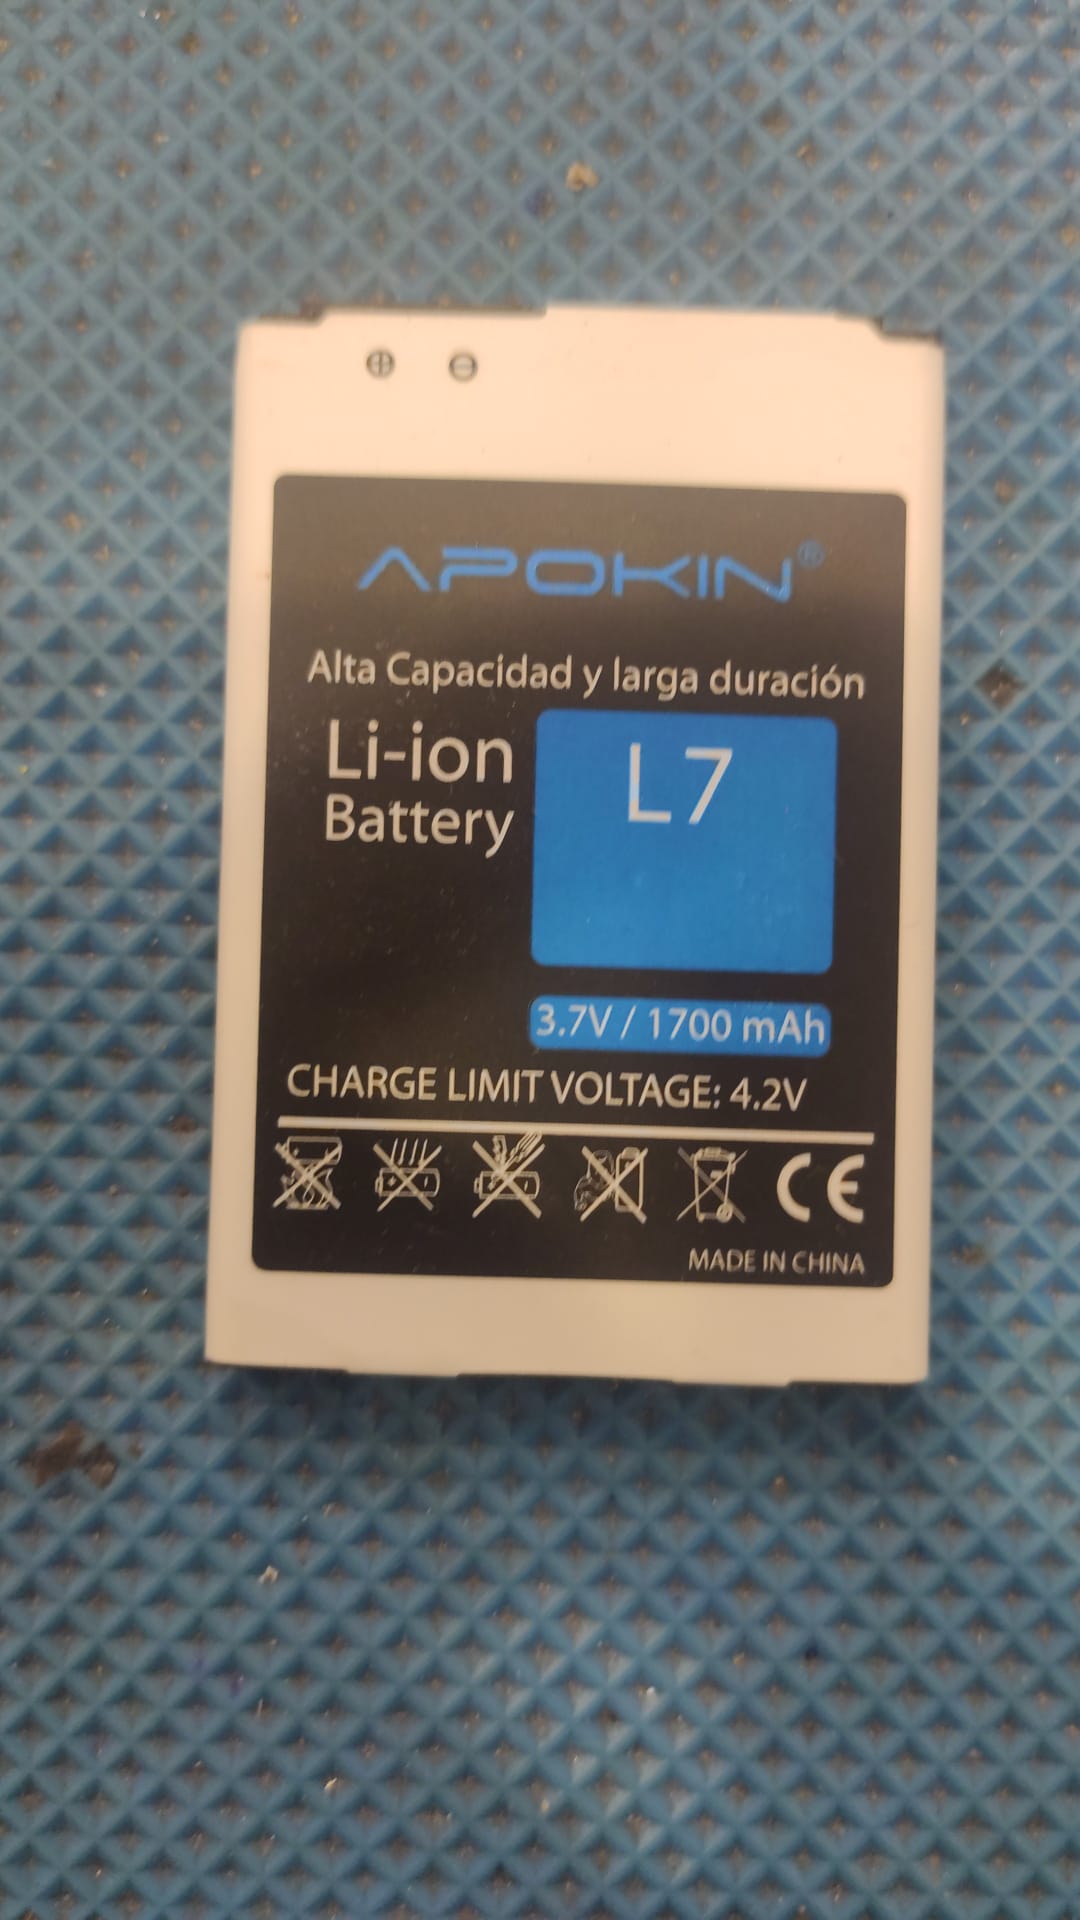 ⊕ ⊖
APOKIN®
Alta Capacidad y larga duración
Li-ion
Battery
L7
3.7V / 1700 mAh
CHARGE LIMIT VOLTAGE: 4.2V
CE
MADE IN CHINA